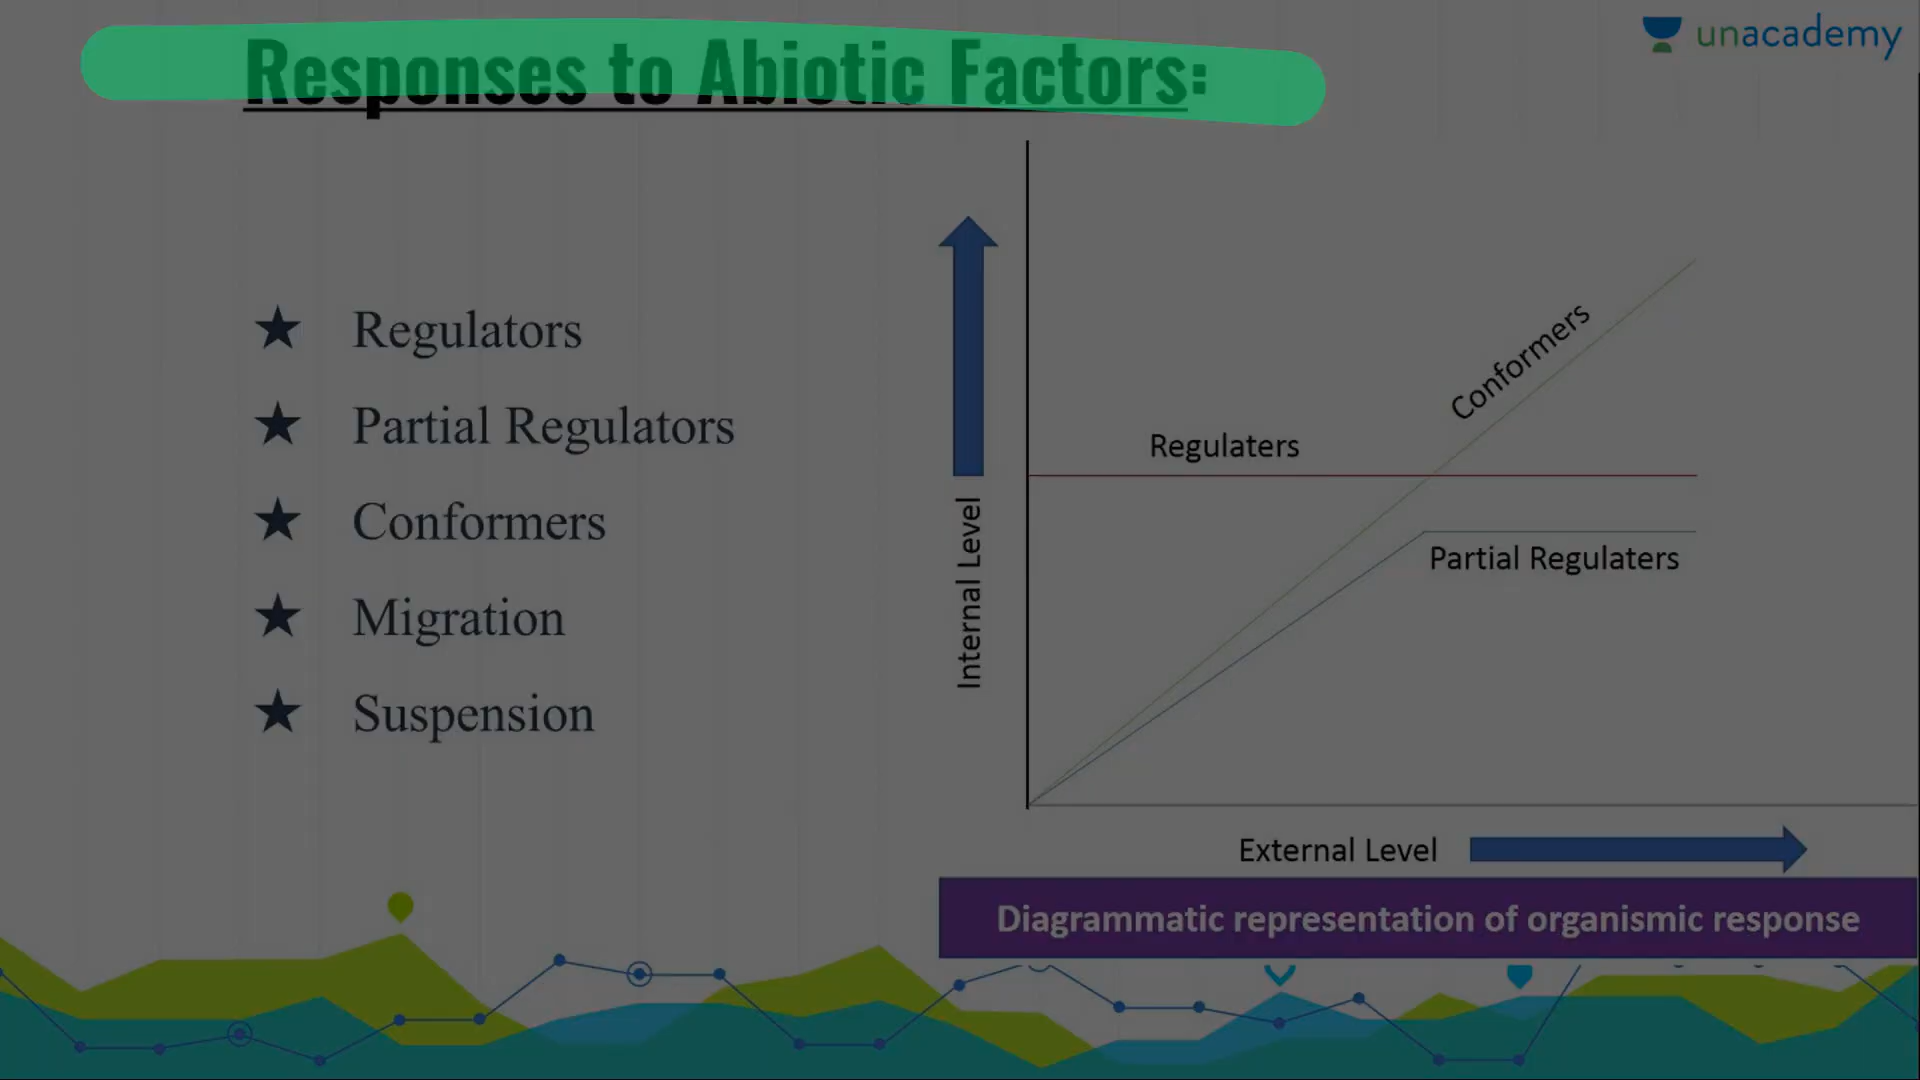 unacademy
Responses to Abiotic Factors:
★ Regulators
★ Partial Regulators
★ Conformers
★ Migration
★ Suspension
Internal Level
Conformers
Regulaters
Partial Regulaters
External Level
Diagrammatic representation of organismic response